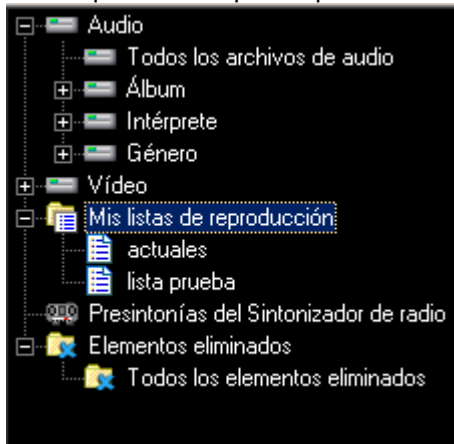 Audio
Todos los archivos de audio
Álbum
Intérprete
Género
Vídeo
Mis listas de reproducción
actuales
lista prueba
Presintonías del Sintonizador de radio
Elementos eliminados
Todos los elementos eliminados